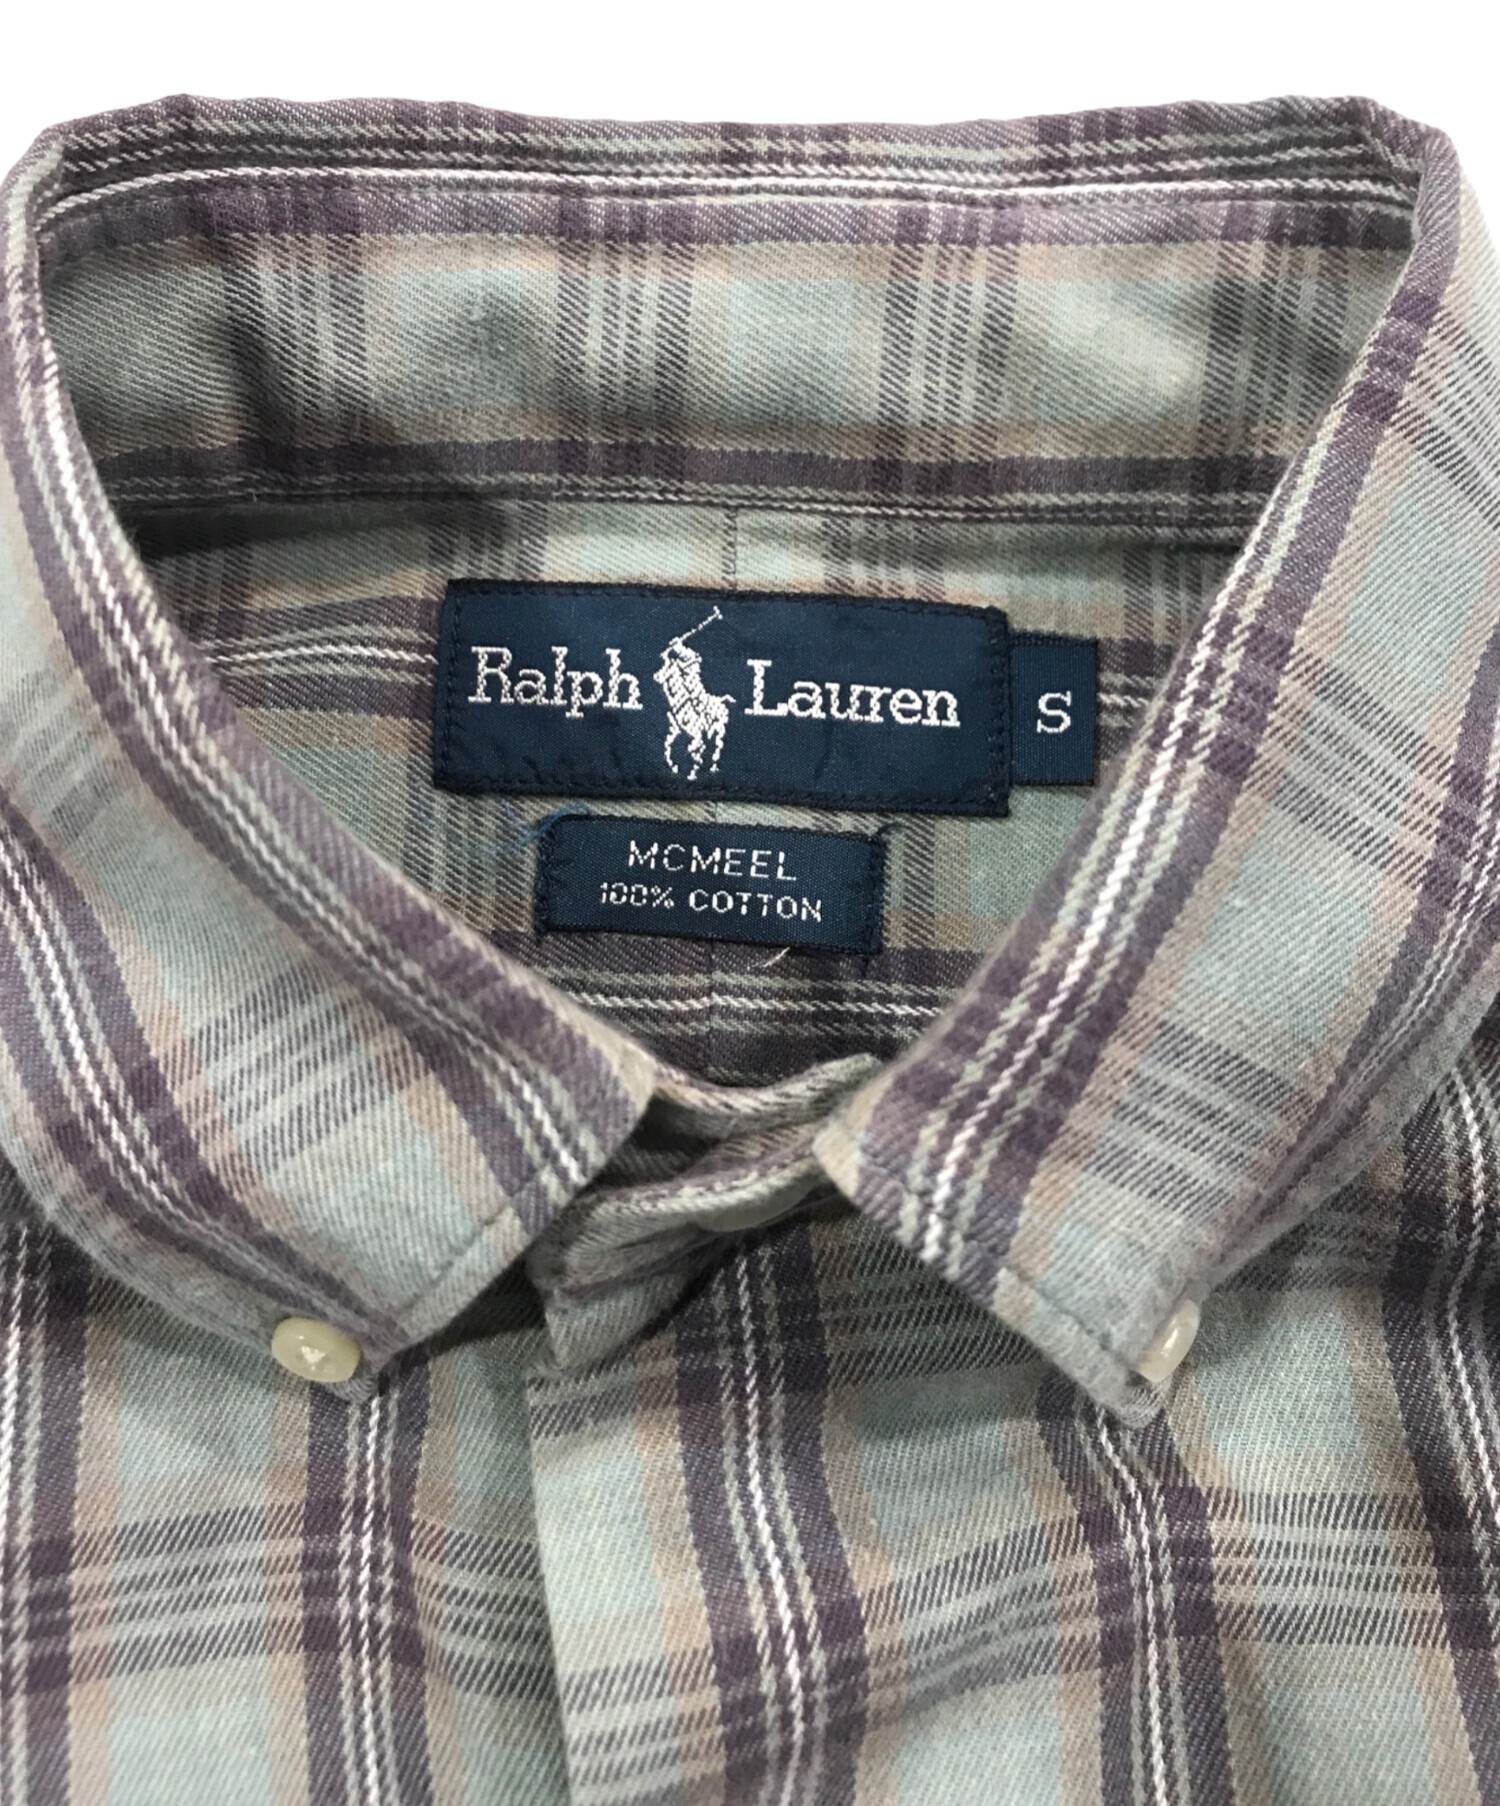 Ralph Lauren
S
MCMEEL
100% COTTON